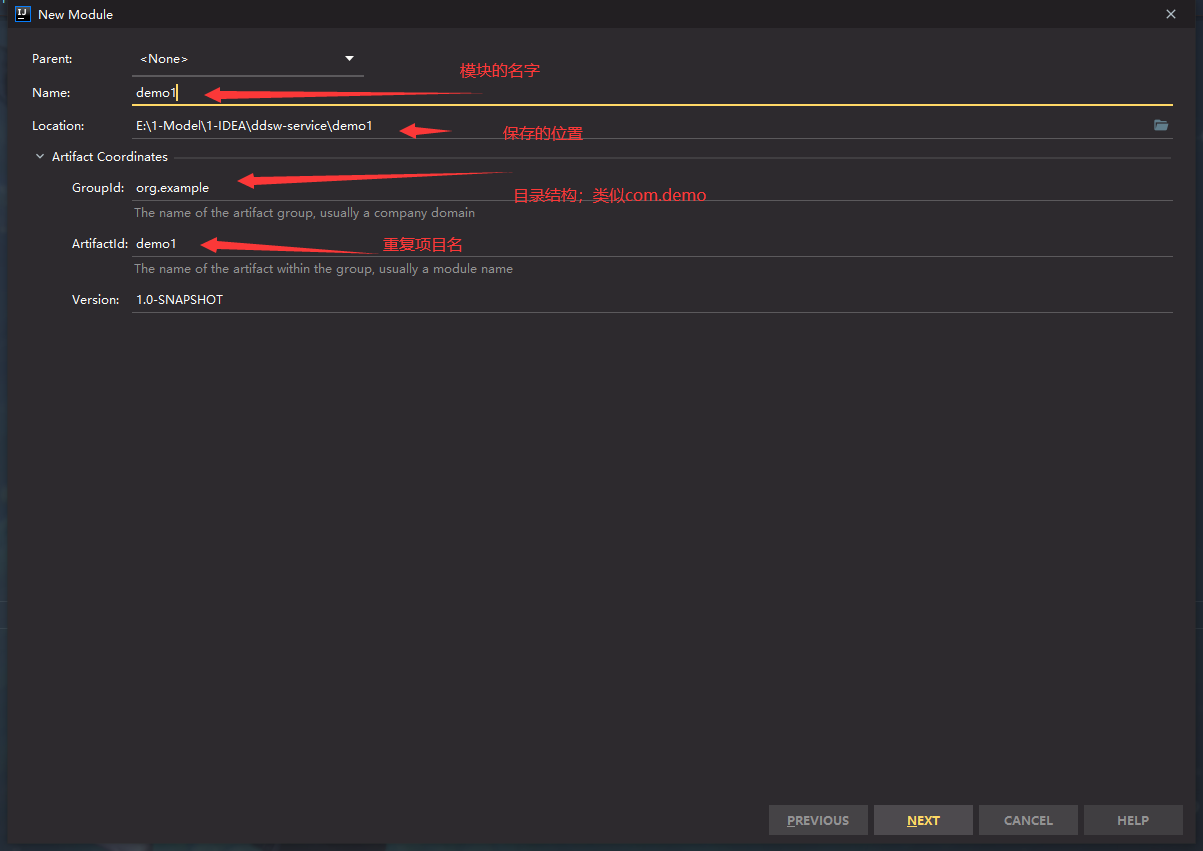 New Module
Parent: <None>
模块的名字
Name: demo1
Location: E:\1-Model\1-IDEA\ddsw-service\demo1
保存的位置
Artifact Coordinates
GroupId: org.example
目录结构；类似com.demo
The name of the artifact group, usually a company domain
ArtifactId: demo1
重复项目名
The name of the artifact within the group, usually a module name
Version: 1.0-SNAPSHOT
PREVIOUS NEXT CANCEL HELP